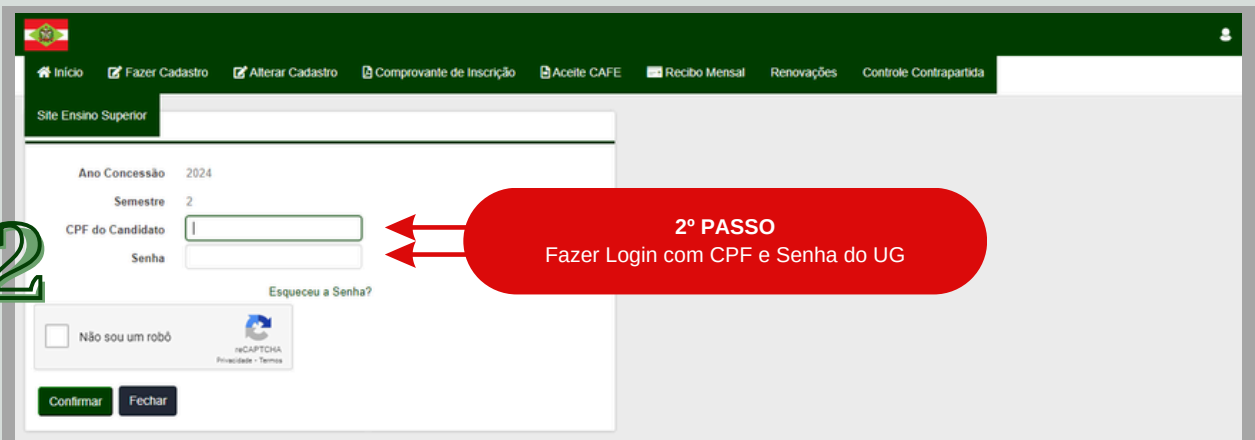 Início Fazer Cadastro Alterar Cadastro Comprovante de Inscrição Aceite CAFE Recibo Mensal Renovações Controle Contrapartida
Site Ensino Superior
Ano Concessão 2024
Semestre 2
CPF do Candidato
Senha
Esqueceu a Senha?
2
2º PASSO
Fazer Login com CPF e Senha do UG
Não sou um robô
reCAPTCHA
Privacidade - Termos
Confirmar Fechar